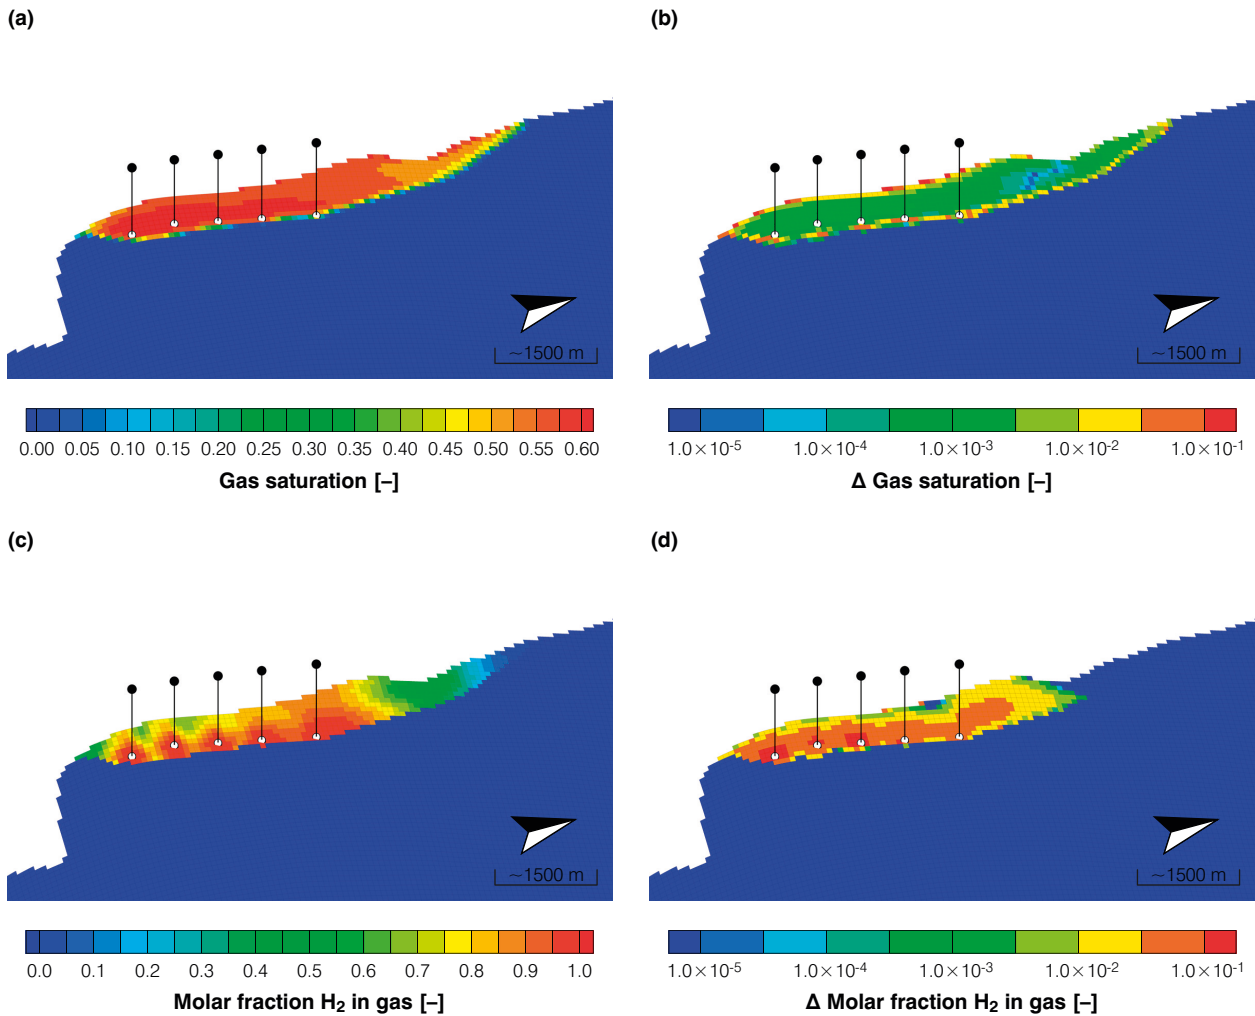 (a)
(b)
~1500 m
~1500 m
0.00 0.05 0.10 0.15 0.20 0.25 0.30 0.35 0.40 0.45 0.50 0.55 0.60
1.0×10⁻⁵ 1.0×10⁻⁴ 1.0×10⁻³ 1.0×10⁻² 1.0×10⁻¹
Gas saturation [–]
Δ Gas saturation [–]
(c)
(d)
~1500 m
~1500 m
0.0 0.1 0.2 0.3 0.4 0.5 0.6 0.7 0.8 0.9 1.0
1.0×10⁻⁵ 1.0×10⁻⁴ 1.0×10⁻³ 1.0×10⁻² 1.0×10⁻¹
Molar fraction H₂ in gas [–]
Δ Molar fraction H₂ in gas [–]